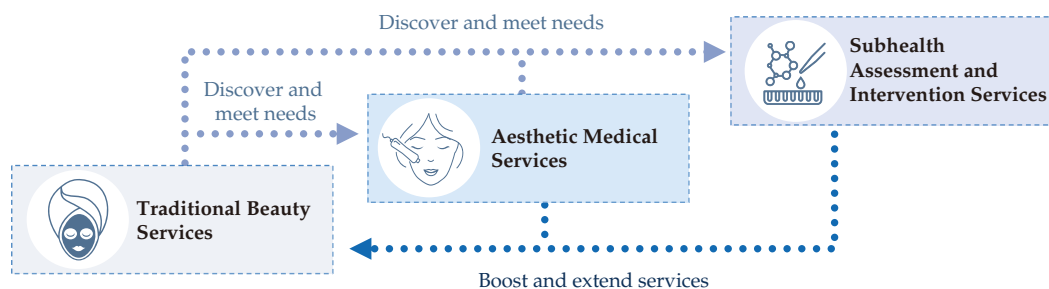 Discover and meet needs
Subhealth
Assessment and
Intervention Services
Discover and
meet needs
Aesthetic Medical
Services
Traditional Beauty
Services
Boost and extend services